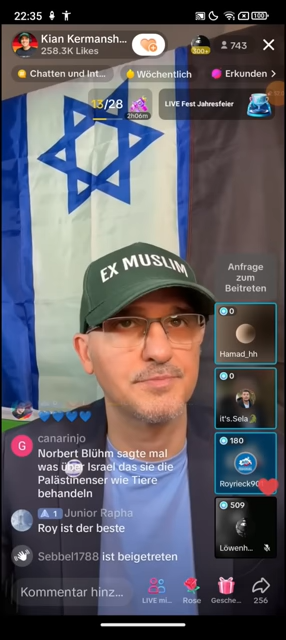 22:35
100
Kian Kermansh...
258.3K Likes
100+
743
Chatten und Int...
Wöchentlich
Erkunden
13/28
2h06m
LIVE Fest Jahresfeier
EX MUSLIM
Anfrage
zum
Beitreten
0
Hamad_hh
0
it's.Sela
180
509
Löwenh...
G
canarinjo
Norbert Blühm sagte mal
was über Israel das sie die
Palästinenser wie Tiere
behandeln
1 Junior Rapha
Roy ist der beste
Sebbel1788 ist beigetreten
Kommentar hinz...
LIVE mi...
Rose
Gesche...
256